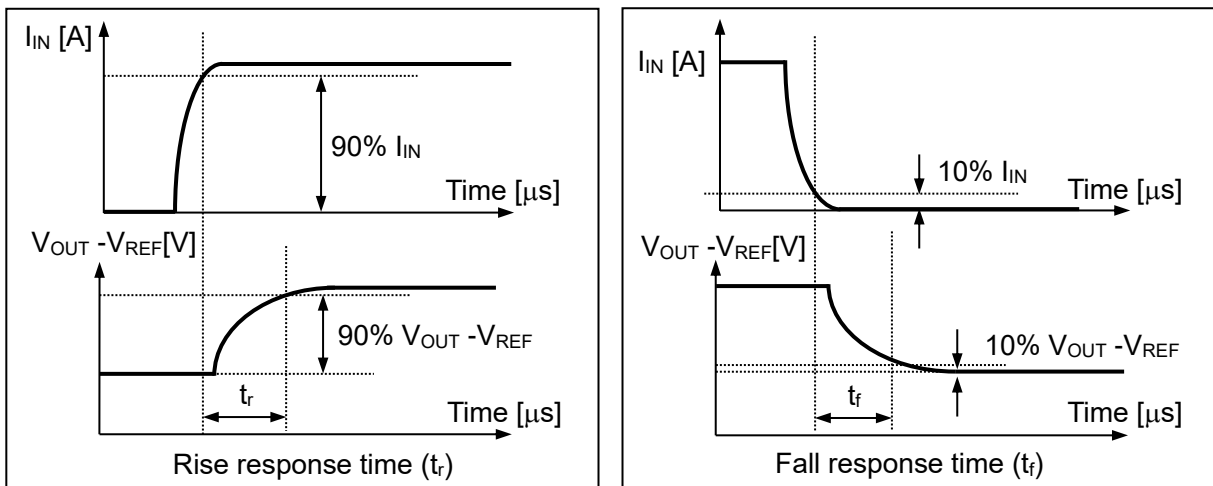 I_IN [A]
90% I_IN
Time [μs]
V_OUT -V_REF[V]
90% V_OUT -V_REF
t_r
Time [μs]
Rise response time (t_r)
I_IN [A]
10% I_IN
Time [μs]
V_OUT -V_REF[V]
10% V_OUT -V_REF
t_f
Time [μs]
Fall response time (t_f)